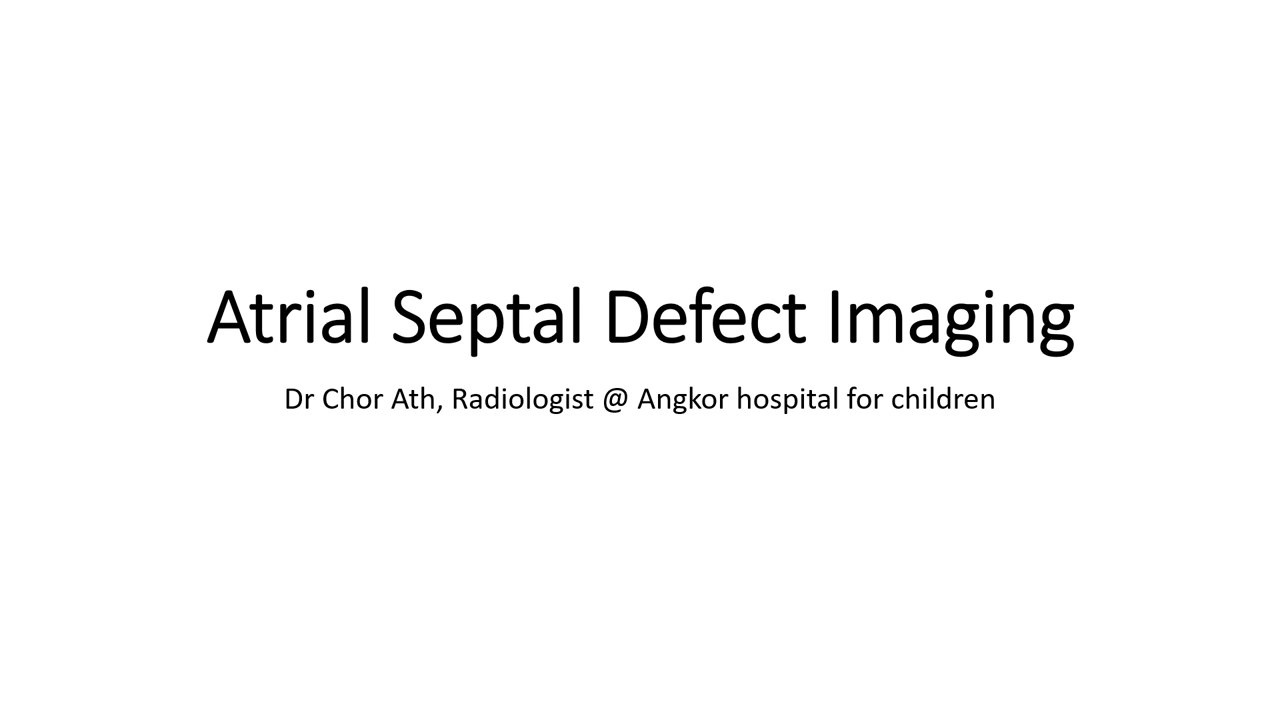 Atrial Septal Defect Imaging
Dr Chor Ath, Radiologist @ Angkor hospital for children